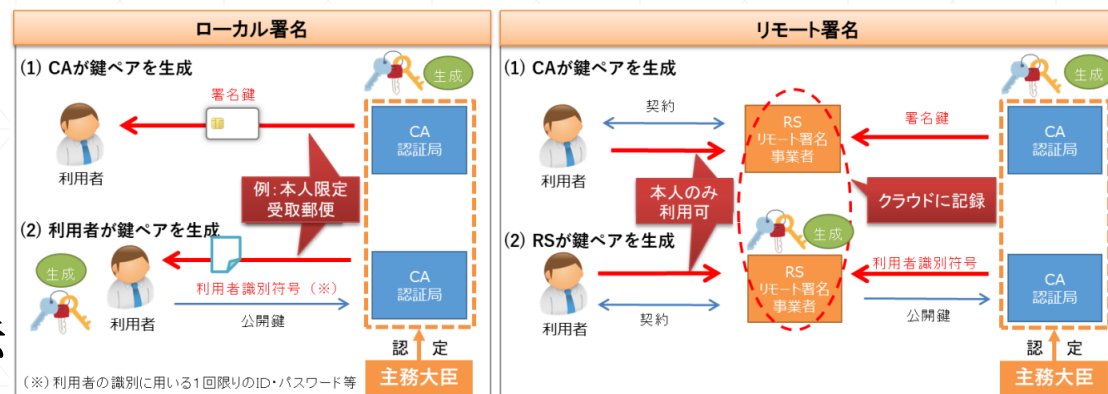 ローカル署名
(1) CAが鍵ペアを生成
生成
署名鍵
CA
認証局
利用者
例：本人限定
受取郵便
(2) 利用者が鍵ペアを生成
生成
利用者識別符号（※）
公開鍵
利用者
CA
認証局
認 定
主務大臣
（※）利用者の識別に用いる1回限りのID・パスワード等
リモート署名
(1) CAが鍵ペアを生成
生成
契約
RS
リモート署名
事業者
署名鍵
CA
認証局
利用者
本人のみ
利用可
クラウドに記録
(2) RSが鍵ペアを生成
生成
RS
リモート署名
事業者
利用者識別符号
公開鍵
契約
利用者
CA
認証局
認 定
主務大臣